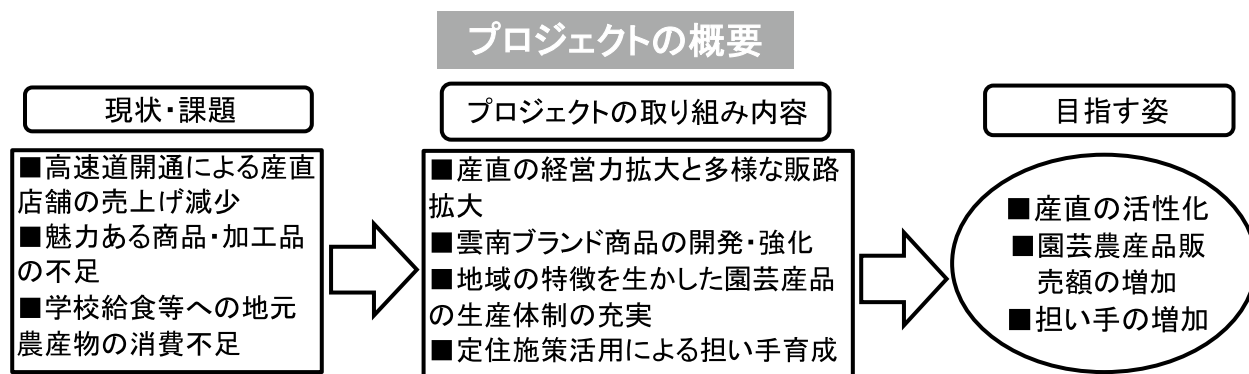 プロジェクトの概要
現状・課題
■高速道開通による産直
店舗の売上げ減少
■魅力ある商品・加工品
の不足
■学校給食等への地元
農産物の消費不足
プロジェクトの取り組み内容
■産直の経営力拡大と多様な販路
拡大
■雲南ブランド商品の開発・強化
■地域の特徴を生かした園芸産品
の生産体制の充実
■定住施策活用による担い手育成
目指す姿
■産直の活性化
■園芸農産品販
売額の増加
■担い手の増加